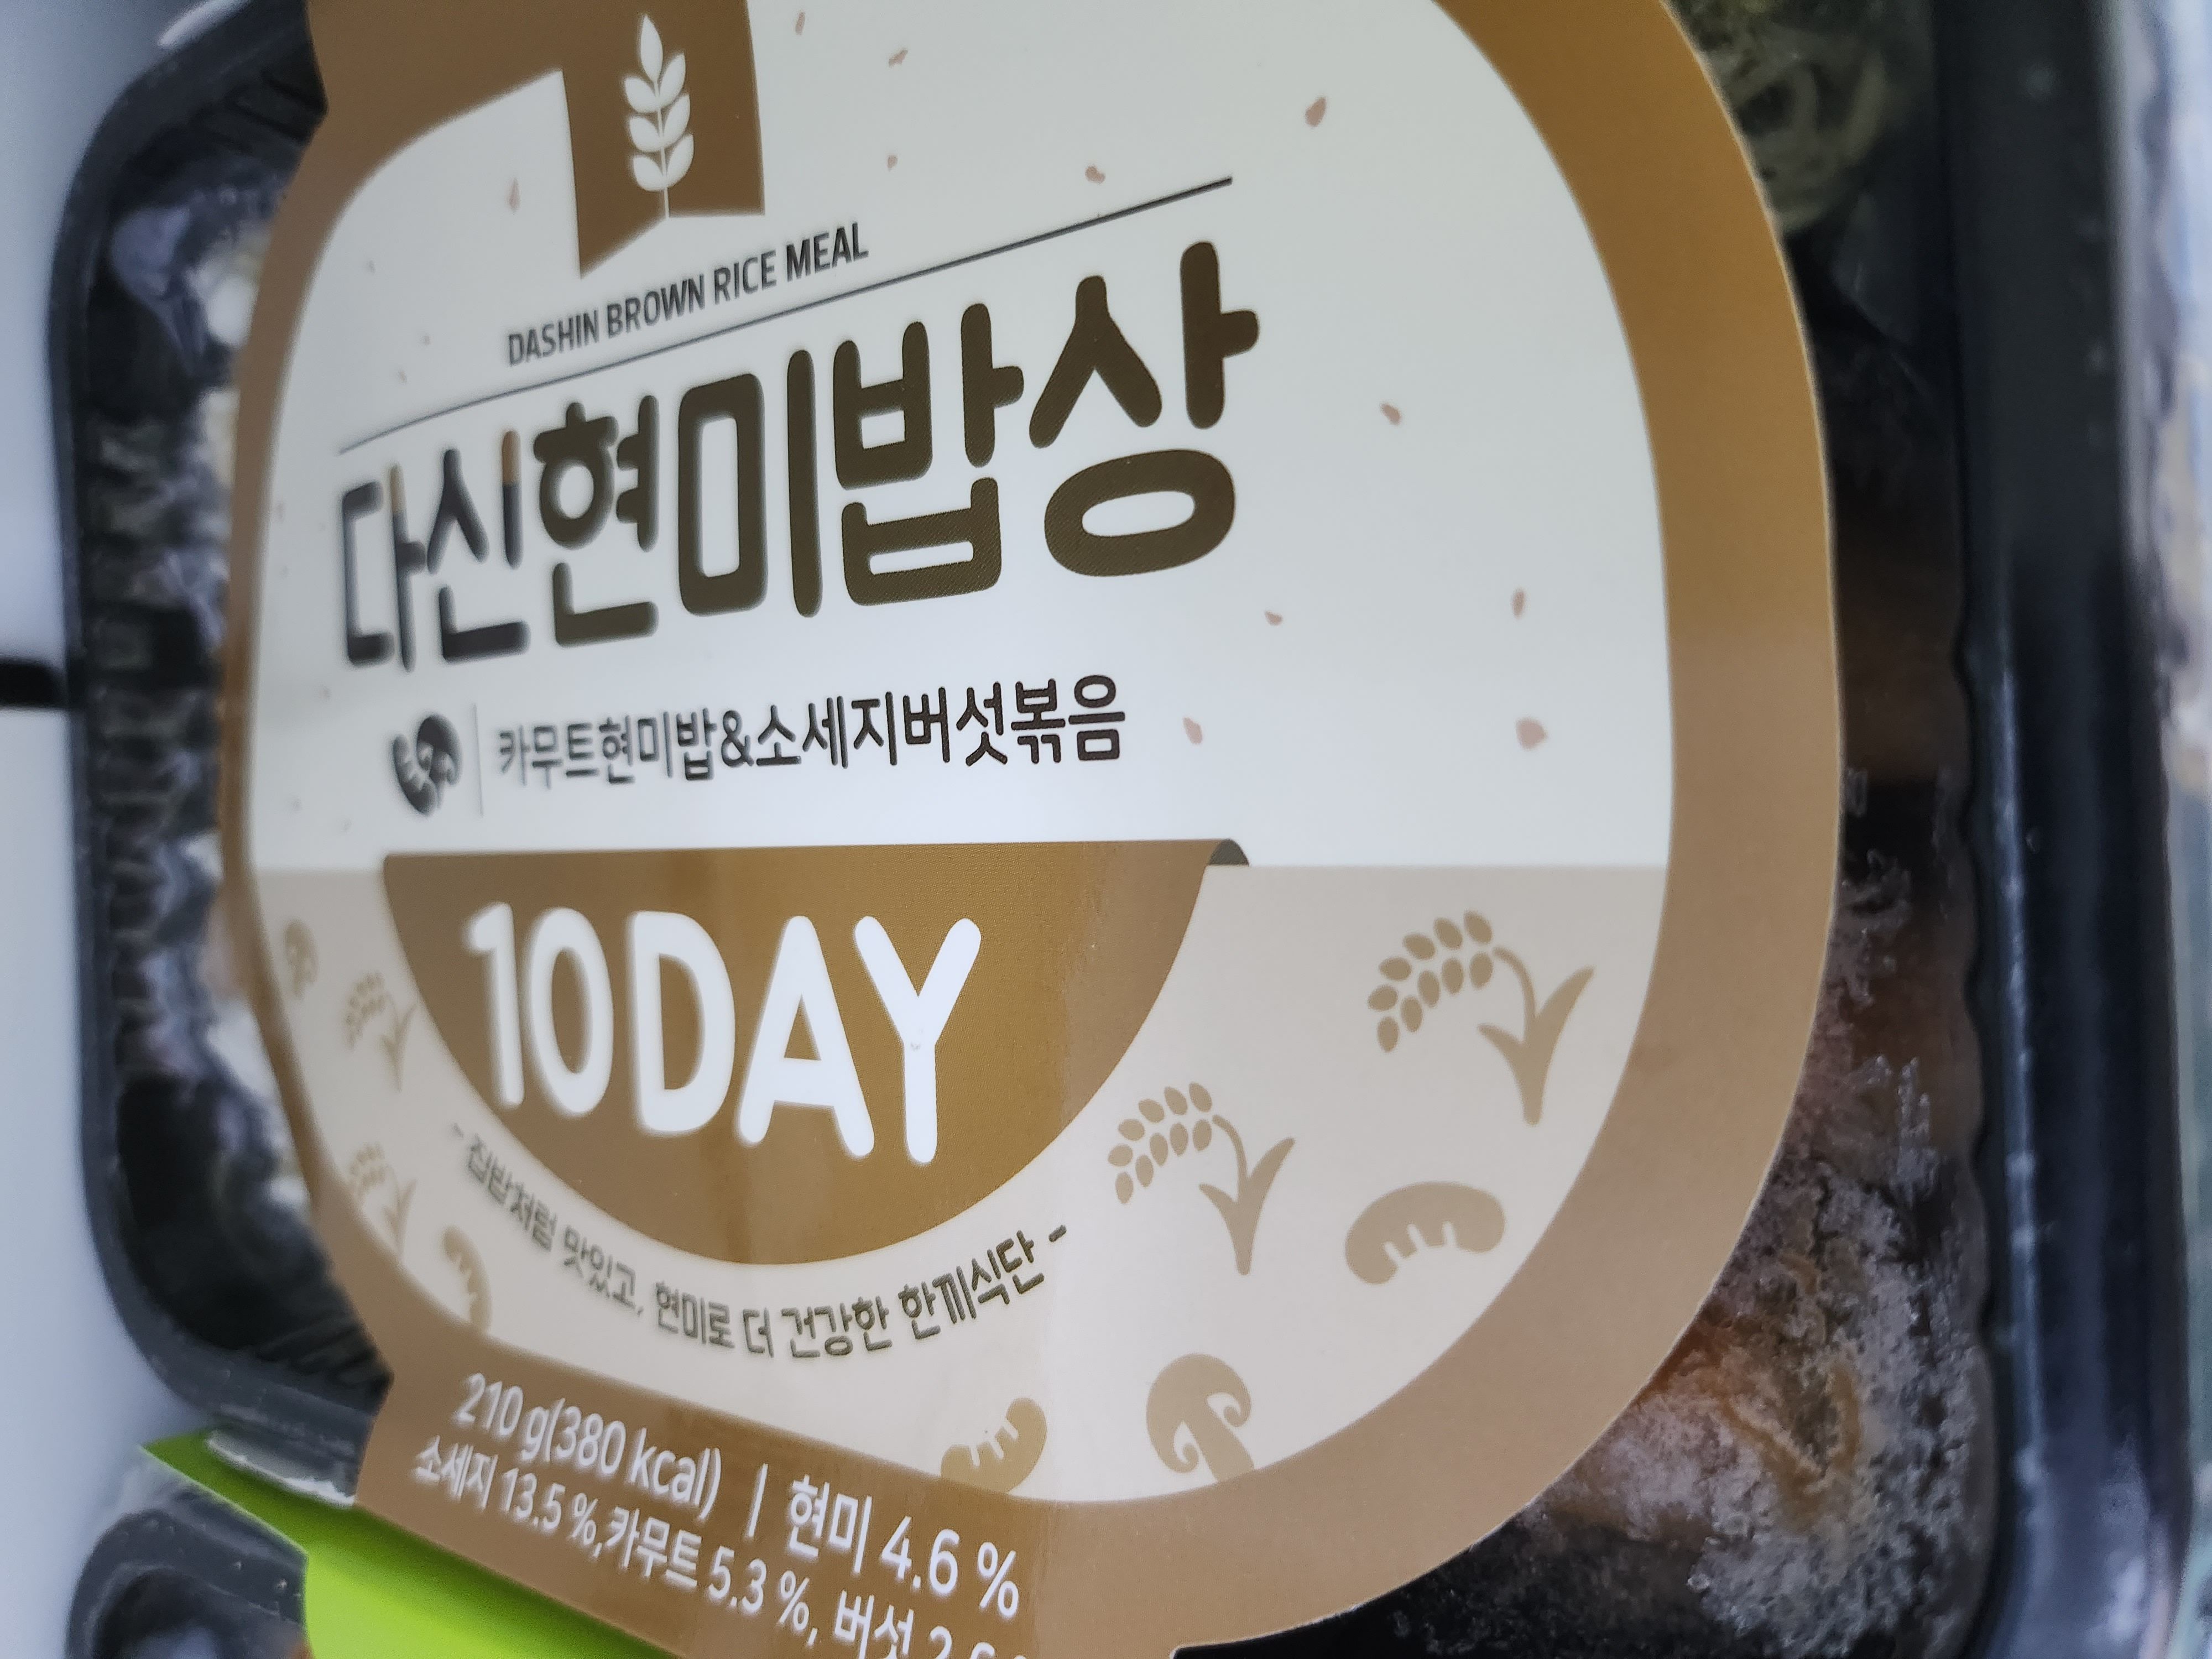 DASHIN BROWN RICE MEAL
다신현미밥상
카무트현미밥&소세지버섯볶음
10DAY
- 집밥처럼 맛있고, 현미로 더 건강한 한끼식단 -
210 g(380 kcal) | 현미 4.6 %
소세지 13.5 %,카무트 5.3 %, 버섯